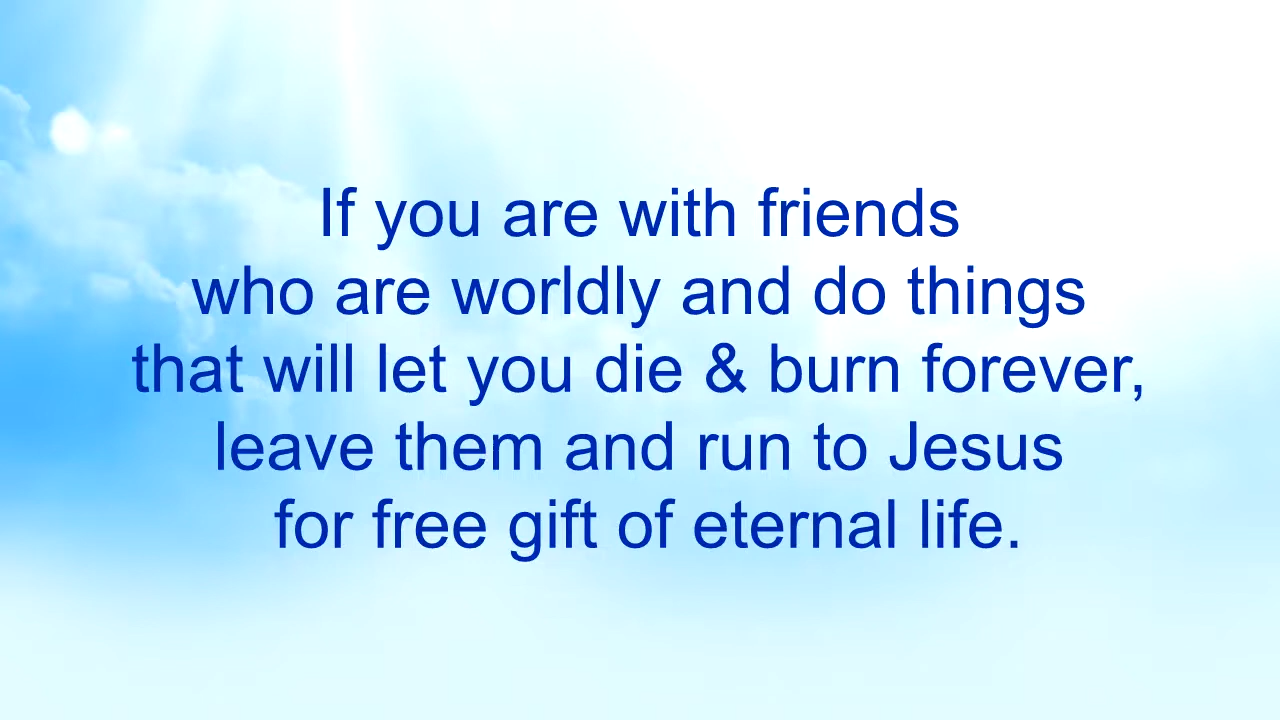 If you are with friends
who are worldly and do things
that will let you die & burn forever,
leave them and run to Jesus
for free gift of eternal life.